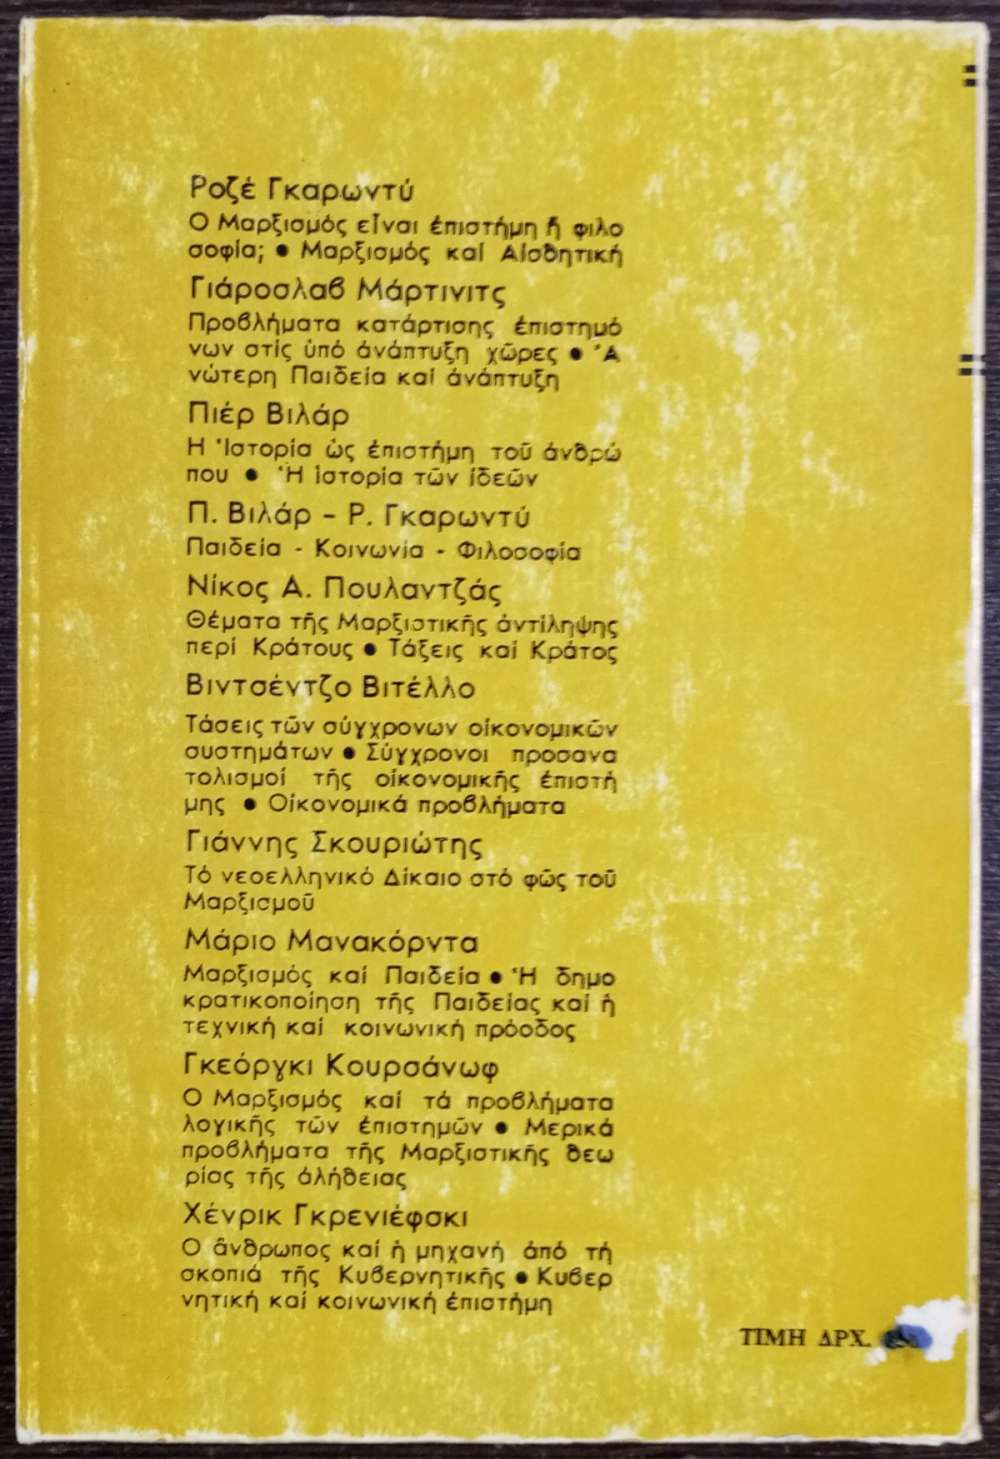 Ροζέ Γκαρωντύ
Ο Μαρξισμός εἶναι ἐπιστήμη ἤ φιλο
σοφία; ● Μαρξισμός καί Αἰσθητική
Γιάροσλαβ Μάρτινιτς
Προβλήματα κατάρτισης ἐπιστημό
νων στίς ὑπό ἀνάπτυξη χῶρες ● Ἀ
νώτερη Παιδεία καί ἀνάπτυξη
Πιέρ Βιλάρ
Η Ἱστορία ὡς ἐπιστήμη τοῦ ἀνθρώ
που ● Ἡ ἱστορία τῶν ἰδεῶν
Π. Βιλάρ – Ρ. Γκαρωντύ
Παιδεία - Κοινωνία - Φιλοσοφία
Νίκος Α. Πουλαντζάς
Θέματα τῆς Μαρξιστικῆς ἀντίληψης
περί Κράτους ● Τάξεις καί Κράτος
Βιντσέντζο Βιτέλλο
Τάσεις τῶν σύγχρονων οἰκονομικῶν
συστημάτων ● Σύγχρονοι προσανα
τολισμοί τῆς οἰκονομικῆς ἐπιστή
μης ● Οἰκονομικά προβλήματα
Γιάννης Σκουριώτης
Τό νεοελληνικό Δίκαιο στό φῶς τοῦ
Μαρξισμοῦ
Μάριο Μανακόρντα
Μαρξισμός καί Παιδεία ● Ἡ δημο
κρατικοποίηση τῆς Παιδείας καί ἡ
τεχνική καί κοινωνική πρόοδος
Γκεόργκι Κουρσάνωφ
Ο Μαρξισμός καί τά προβλήματα
λογικῆς τῶν ἐπιστημῶν ● Μερικά
προβλήματα τῆς Μαρξιστικῆς θεω
ρίας τῆς ἀλήθειας
Χένρικ Γκρενιέφσκι
Ο ἄνθρωπος καί ἡ μηχανή ἀπό τή
σκοπιά τῆς Κυβερνητικῆς ● Κυβερ
νητική καί κοινωνική ἐπιστήμη
ΤΙΜΗ ΔΡΧ.